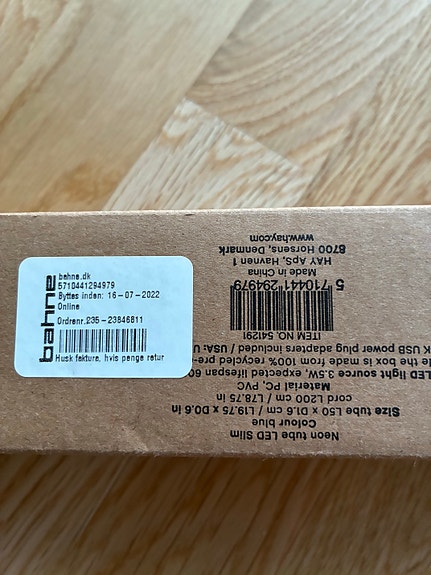 bahne
bahne.dk
5710441294979
Byttes inden: 16-07-2022
Online
Ordrenr.235-23846811
Husk faktura, hvis penge retur
Neon tube LED Slim
Colour blue
Size tube L50 x D1.6 cm / L19.75 x D0.6 in
cord L200 cm / L78.75 in
Material PC, PVC
LED light source 3.5W, expected lifespan 60
the box is made from 100% recycled pre-
K USB power plug adapters included / USA: U
ITEM NO. 541291
5 710441 294979
Made in China
HAY Aps, Havnen 1
8700 Horsens, Denmark
www.hay.com